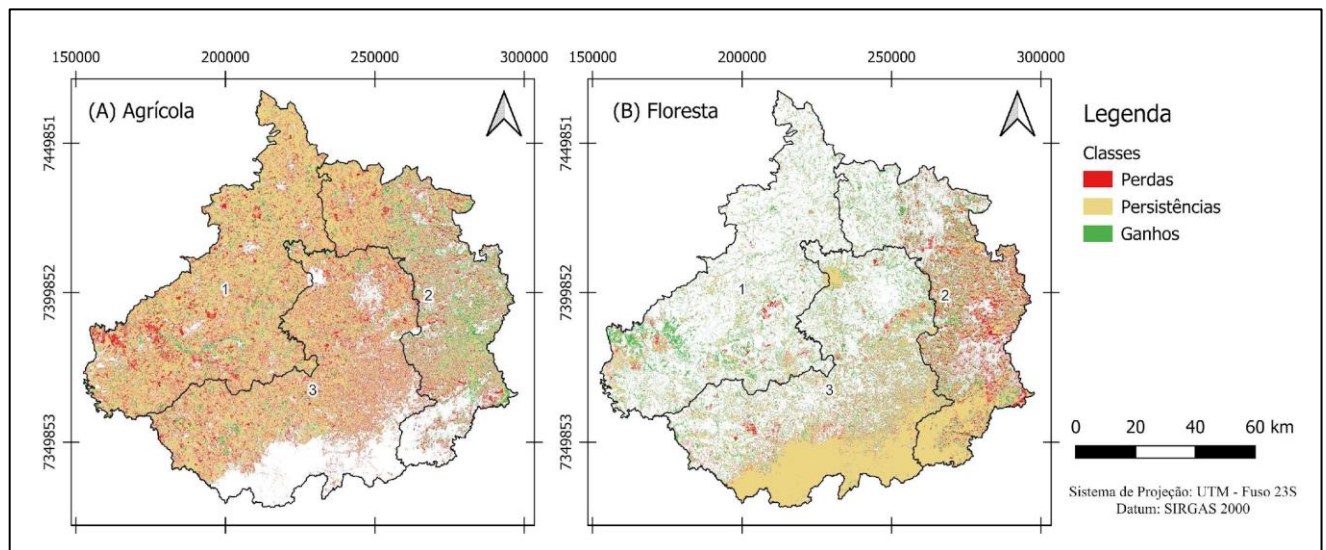 150000 200000 250000 300000
150000 200000 250000 300000
(A) Agrícola
(B) Floresta
7449851
7399852
7349853
1
2
3
1
2
3
Legenda
Classes
Perdas
Persistências
Ganhos
0 20 40 60 km
Sistema de Projeção: UTM - Fuso 23S
Datum: SIRGAS 2000
7449851
7399852
7349853